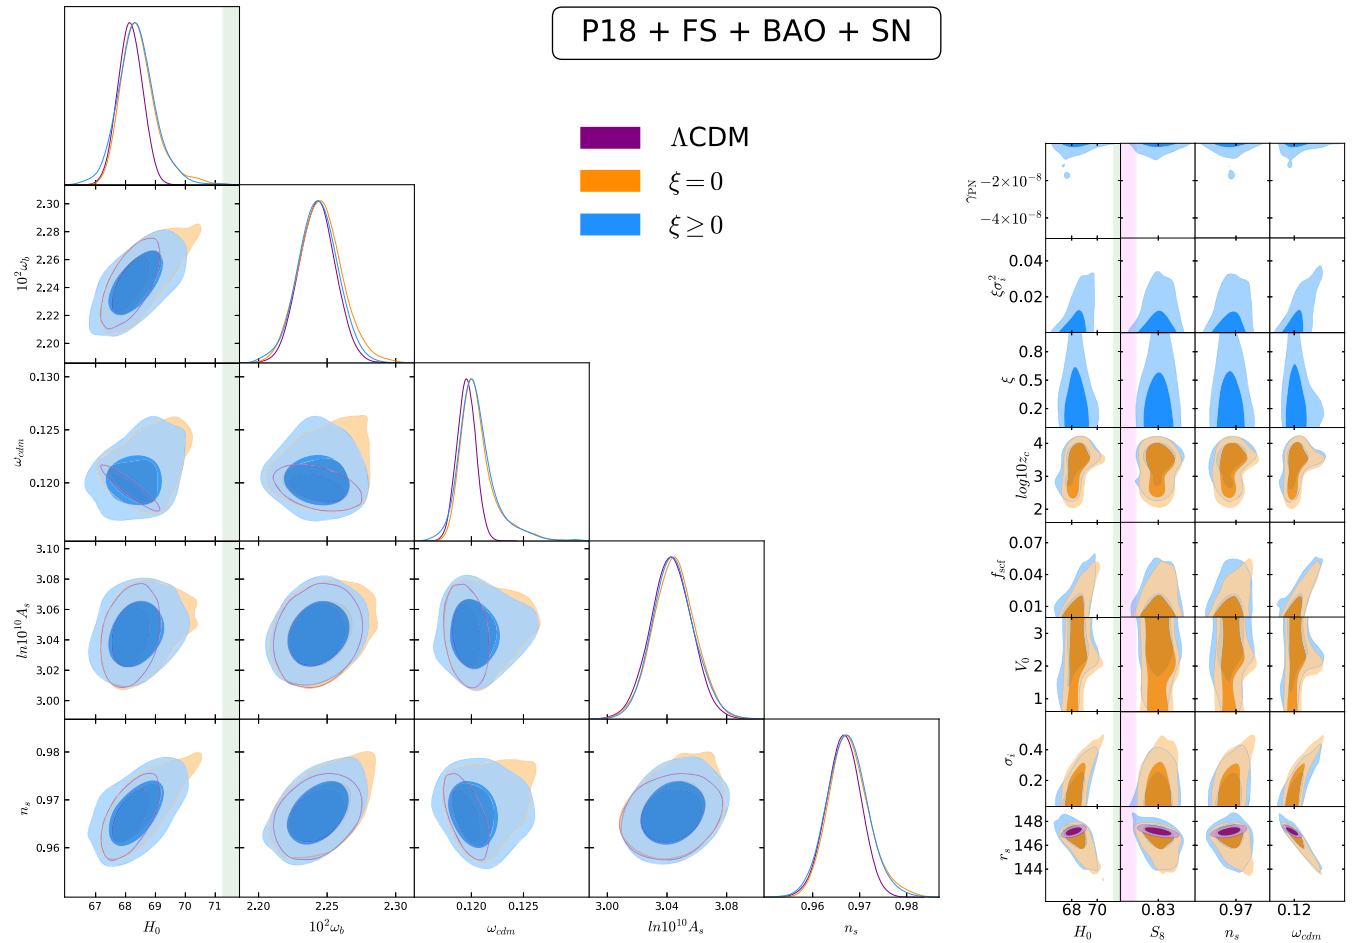 P18 + FS + BAO + SN
ΛCDM
ξ = 0
ξ ≥ 0
10²ω_b
2.30
2.28
2.26
2.24
2.22
2.20
ω_cdm
0.130
0.125
0.120
ln10¹⁰A_s
3.10
3.08
3.06
3.04
3.02
3.00
n_s
0.98
0.97
0.96
67 68 69 70 71
2.20 2.25 2.30
0.120 0.125
3.00 3.04 3.08
0.96 0.97 0.98
H₀
10²ω_b
ω_cdm
ln10¹⁰A_s
n_s
γ_PN
−2×10⁻⁸
−4×10⁻⁸
ξσ_i²
0.04
0.02
ξ
0.8
0.5
0.2
log10z_c
4
3
2
f_scf
0.07
0.04
0.01
V₀
3
2
1
σ_i
0.4
0.2
r_s
148
146
144
68 70
0.83
0.97
0.12
H₀
S₈
n_s
ω_cdm